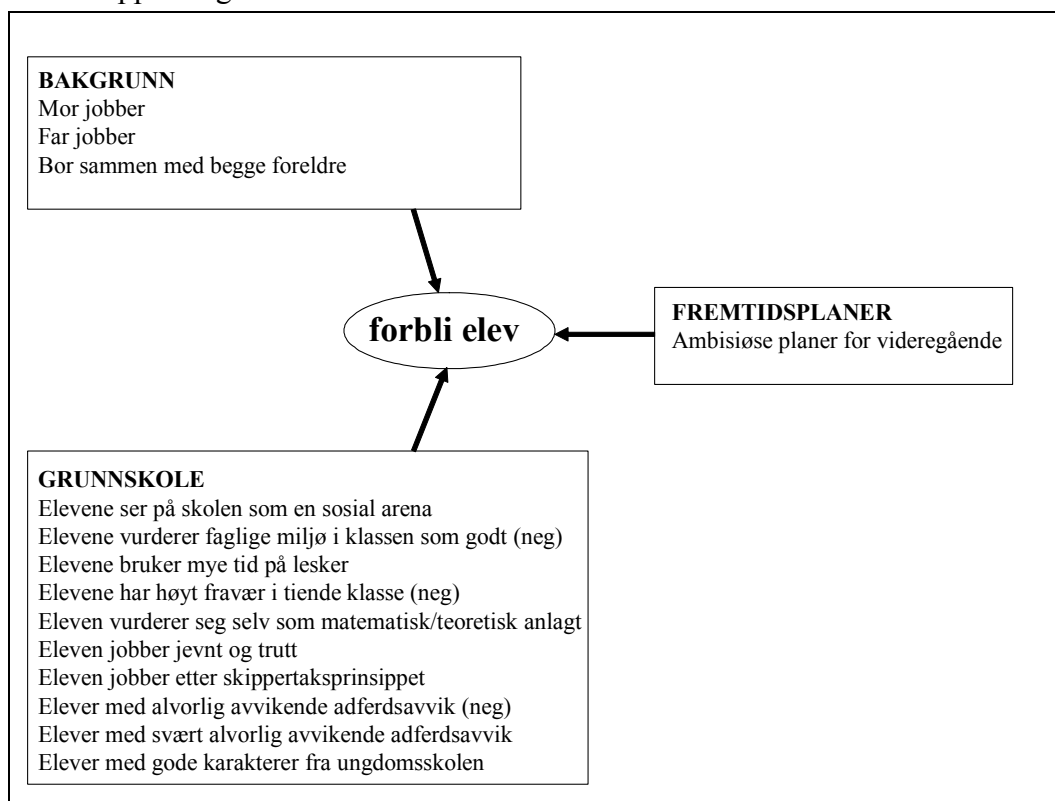 BAKGRUNN
Mor jobber
Far jobber
Bor sammen med begge foreldre
forbli elev
FREMTIDSPLANER
Ambisiøse planer for videregående
GRUNNSKOLE
Elevene ser på skolen som en sosial arena
Elevene vurderer faglige miljø i klassen som godt (neg)
Elevene bruker mye tid på lesker
Elevene har høyt fravær i tiende klasse (neg)
Eleven vurderer seg selv som matematisk/teoretisk anlagt
Eleven jobber jevnt og trutt
Eleven jobber etter skippertaksprinsippet
Elever med alvorlig avvikende adferdsavvik (neg)
Elever med svært alvorlig avvikende adferdsavvik
Elever med gode karakterer fra ungdomsskolen